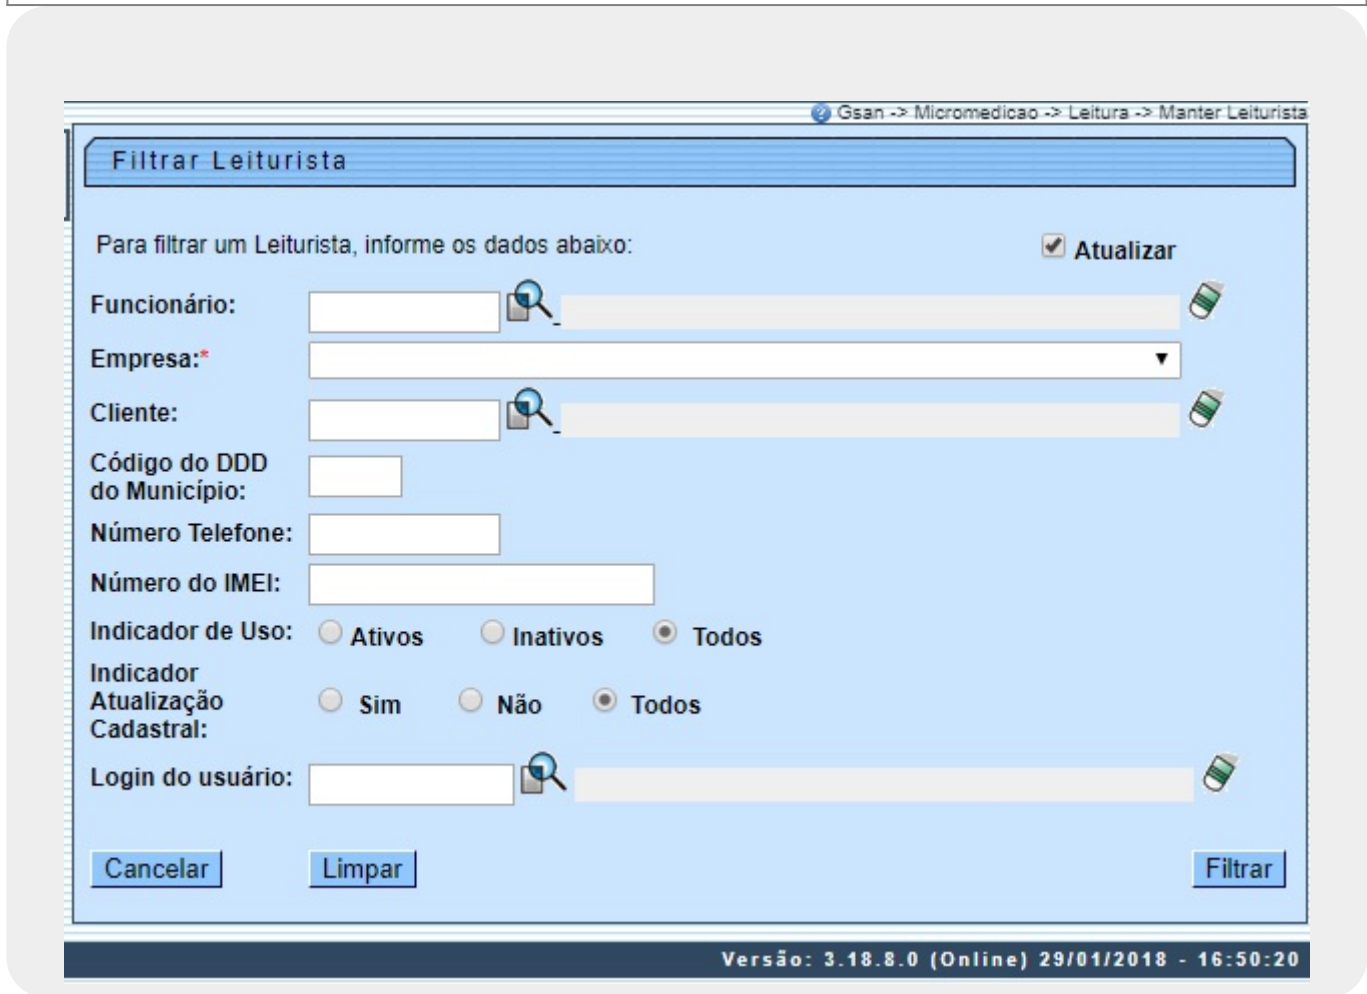 Gsan -> Micromedicao -> Leitura -> Manter Leiturista
Filtrar Leiturista
Para filtrar um Leiturista, informe os dados abaixo:
Atualizar
Funcionário:
Empresa:*
Cliente:
Código do DDD
do Município:
Número Telefone:
Número do IMEI:
Indicador de Uso: Ativos Inativos Todos
Indicador
Atualização
Cadastral:
Sim Não Todos
Login do usuário:
Cancelar Limpar Filtrar
Versão: 3.18.8.0 (Online) 29/01/2018 - 16:50:20